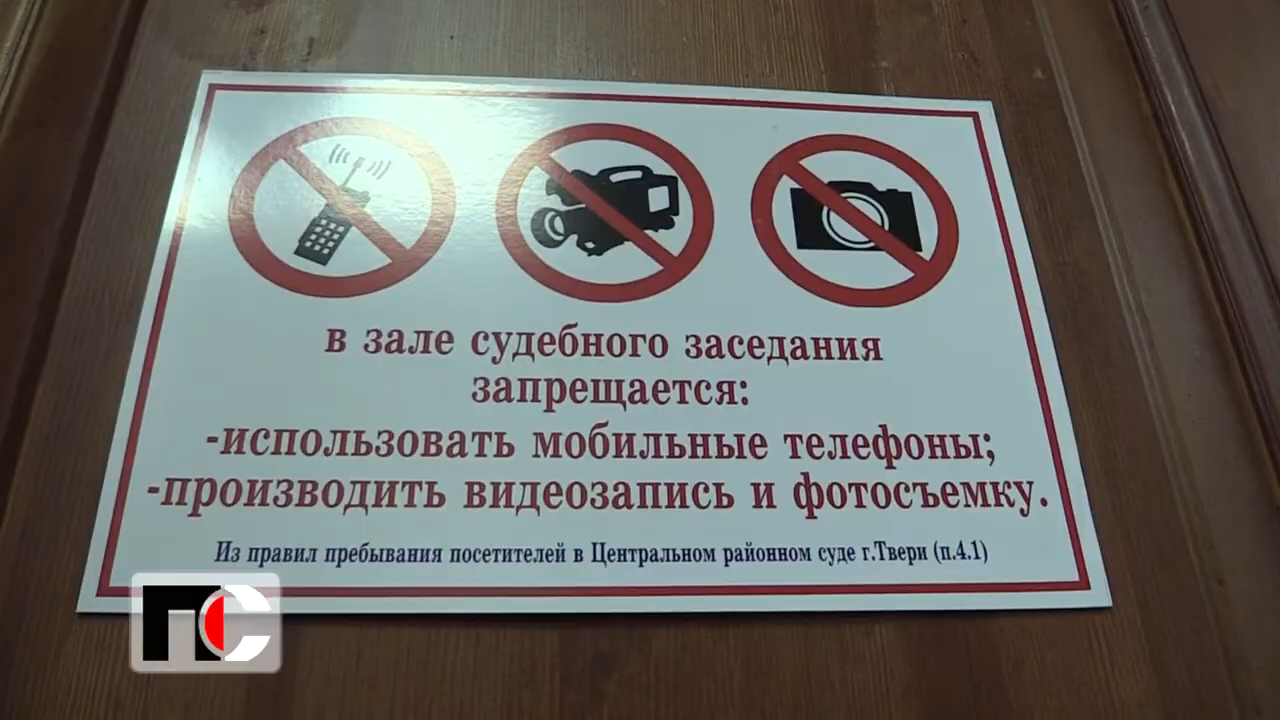 в зале судебного заседания
запрещается:
-использовать мобильные телефоны;
-производить видеозапись и фотосъемку.
Из правил пребывания посетителей в Центральном районном суде г.Твери (п.4.1)
ПС